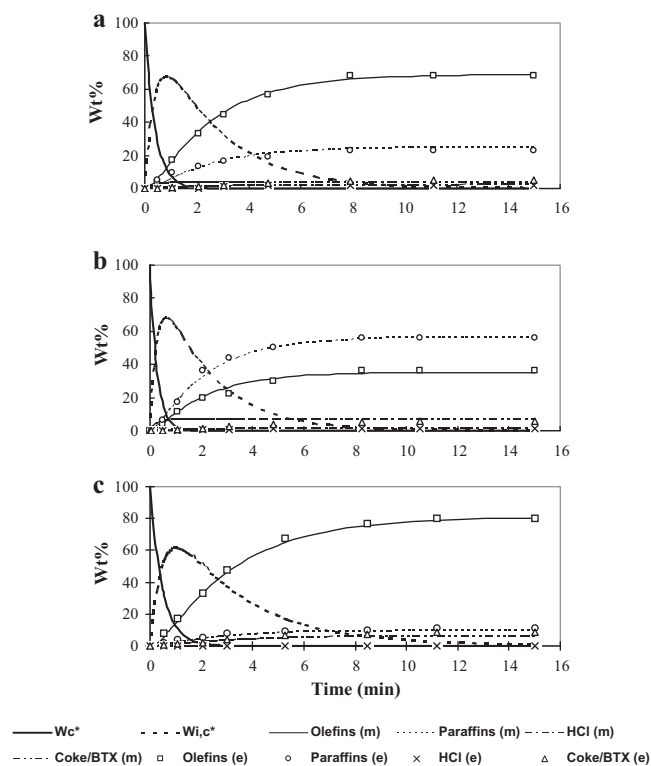 a
100
80
60
40
20
0
Wt%
0 2 4 6 8 10 12 14 16
b
100
80
60
40
20
0
Wt%
0 2 4 6 8 10 12 14 16
c
100
80
60
40
20
0
Wt%
0 2 4 6 8 10 12 14 16
Time (min)
Wc* Wi,c* Olefins (m) Paraffins (m) HCl (m)
Coke/BTX (m) Olefins (e) Paraffins (e) HCl (e) Coke/BTX (e)